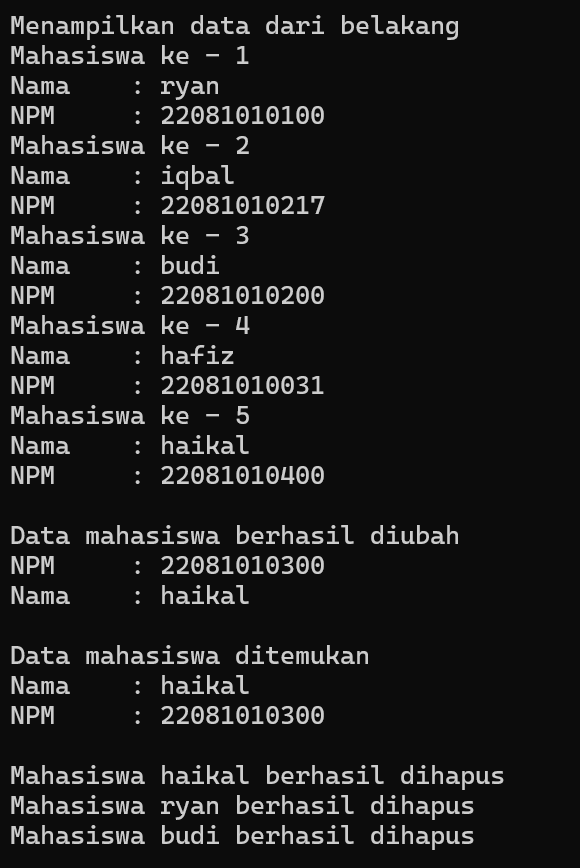 Menampilkan data dari belakang
Mahasiswa ke - 1
Nama    : ryan
NPM     : 22081010100
Mahasiswa ke - 2
Nama    : iqbal
NPM     : 22081010217
Mahasiswa ke - 3
Nama    : budi
NPM     : 22081010200
Mahasiswa ke - 4
Nama    : hafiz
NPM     : 22081010031
Mahasiswa ke - 5
Nama    : haikal
NPM     : 22081010400

Data mahasiswa berhasil diubah
NPM     : 22081010300
Nama    : haikal

Data mahasiswa ditemukan
Nama    : haikal
NPM     : 22081010300

Mahasiswa haikal berhasil dihapus
Mahasiswa ryan berhasil dihapus
Mahasiswa budi berhasil dihapus